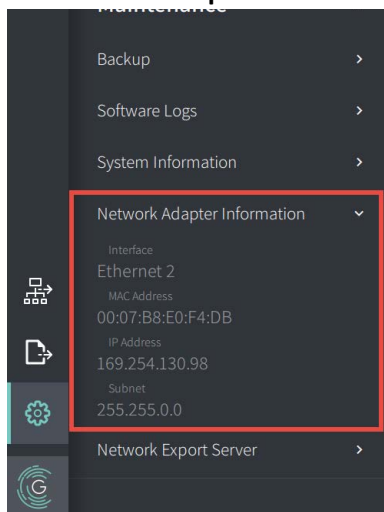 Maintenance
Backup
Software Logs
System Information
Network Adapter Information
Interface
Ethernet 2
MAC Address
00:07:B8:E0:F4:DB
IP Address
169.254.130.98
Subnet
255.255.0.0
Network Export Server
G